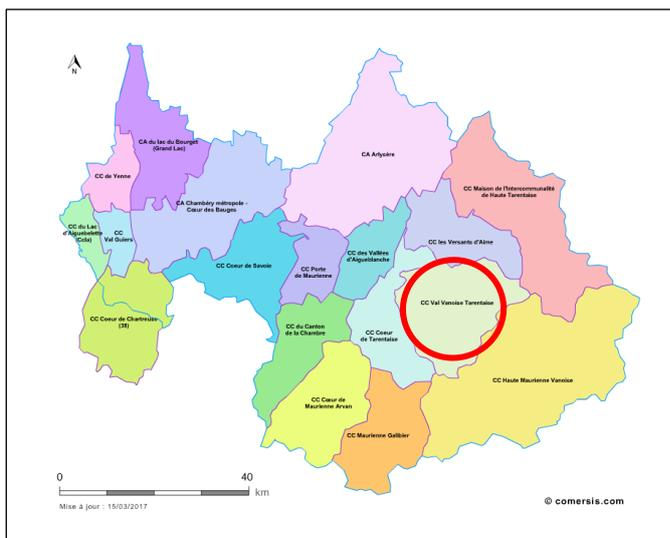 N
CA du lac du Bourget
(Grand Lac)
CA Arlysère
CC de Yenne
CC Maison de l'Intercommunalité
de Haute Tarentaise
CA Chambéry métropole -
Cœur des Bauges
CC du Lac
d'Aiguebelette
(Ccla)
CC
Val Guiers
CC les Versants d'Aime
CC des Vallées
d'Aigueblanche
CC Coeur de Savoie
CC Porte
de Maurienne
CC Val Vanoise Tarentaise
CC Coeur de Chartreuse
(38)
CC du Canton
de la Chambre
CC Coeur
de Tarentaise
CC Haute Maurienne Vanoise
CC Cœur de
Maurienne Arvan
CC Maurienne Galibier
0
40
km
Mise à jour : 15/03/2017
© comersis.com